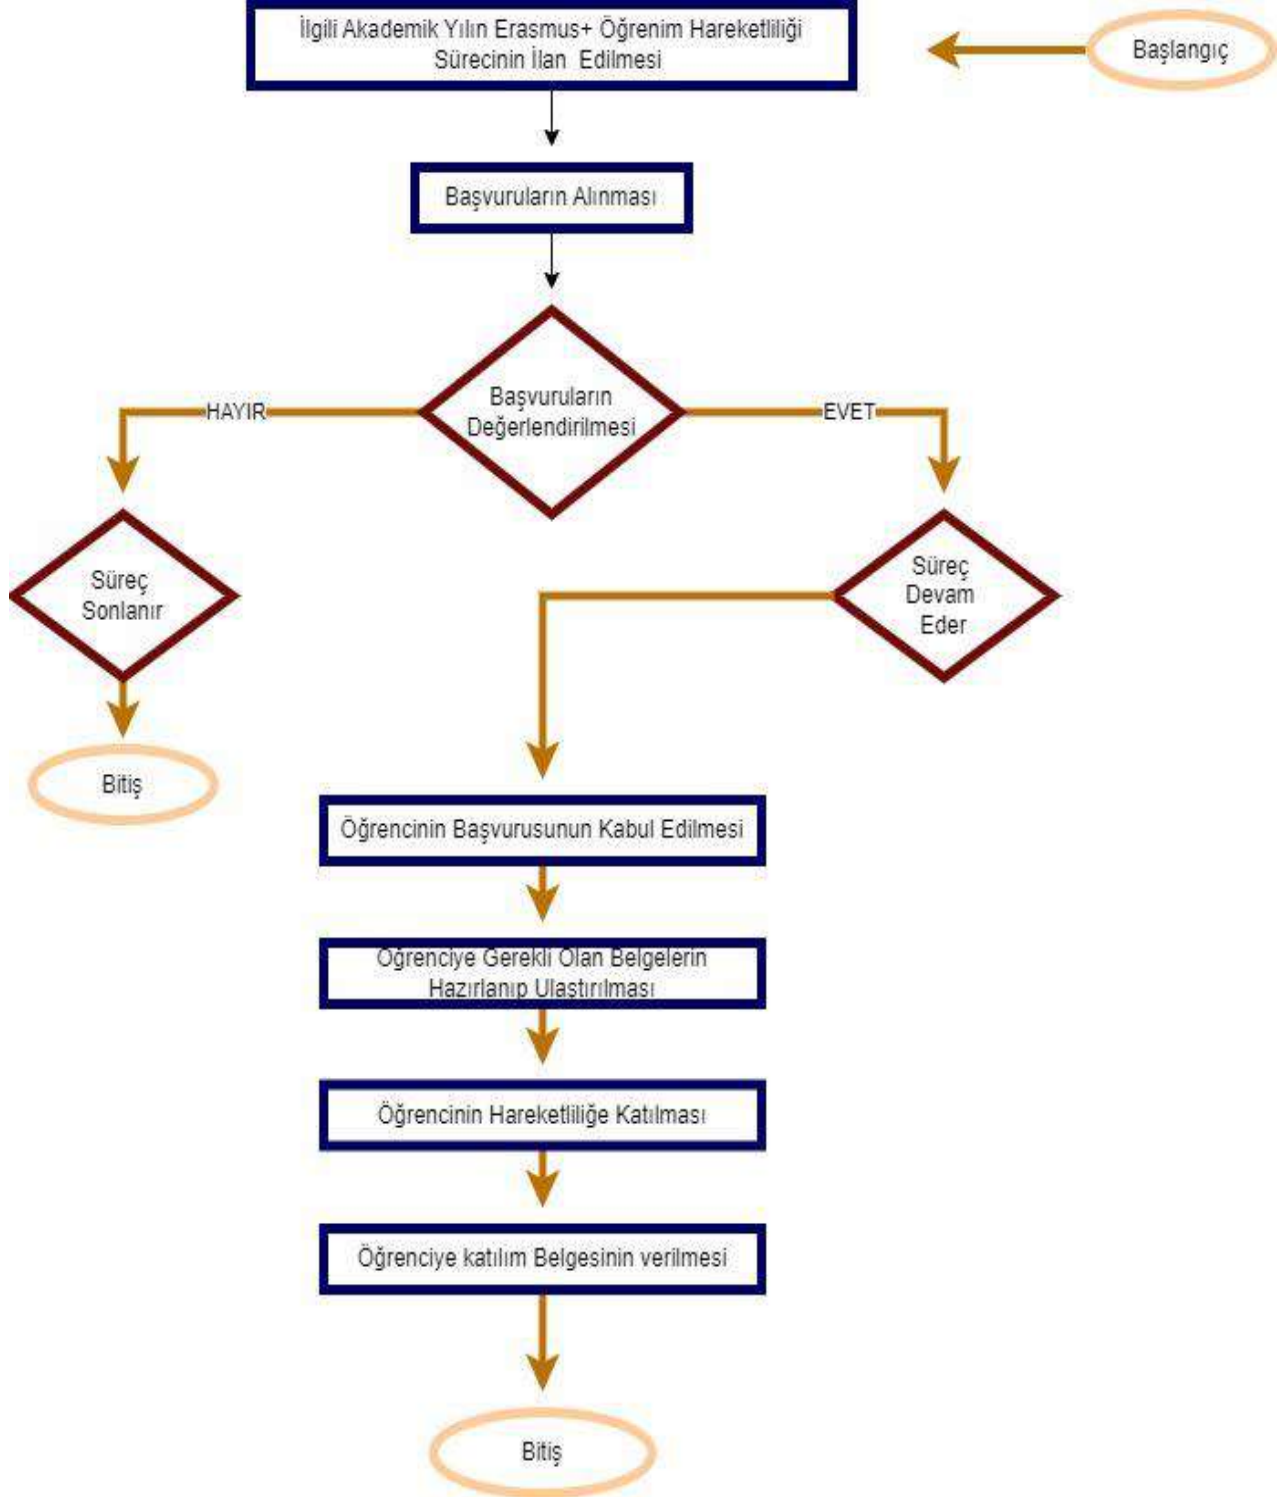 İlgili Akademik Yılın Erasmus+ Öğrenim Hareketliliği
Sürecinin İlan Edilmesi
Başlangıç
Başvuruların Alınması
Başvuruların
Değerlendirilmesi
HAYIR
EVET
Süreç
Sonlanır
Süreç
Devam
Eder
Bitiş
Öğrencinin Başvurusunun Kabul Edilmesi
Öğrenciye Gerekli Olan Belgelerin
Hazırlanıp Ulaştırılması
Öğrencinin Hareketliliğe Katılması
Öğrenciye katılım Belgesinin verilmesi
Bitiş